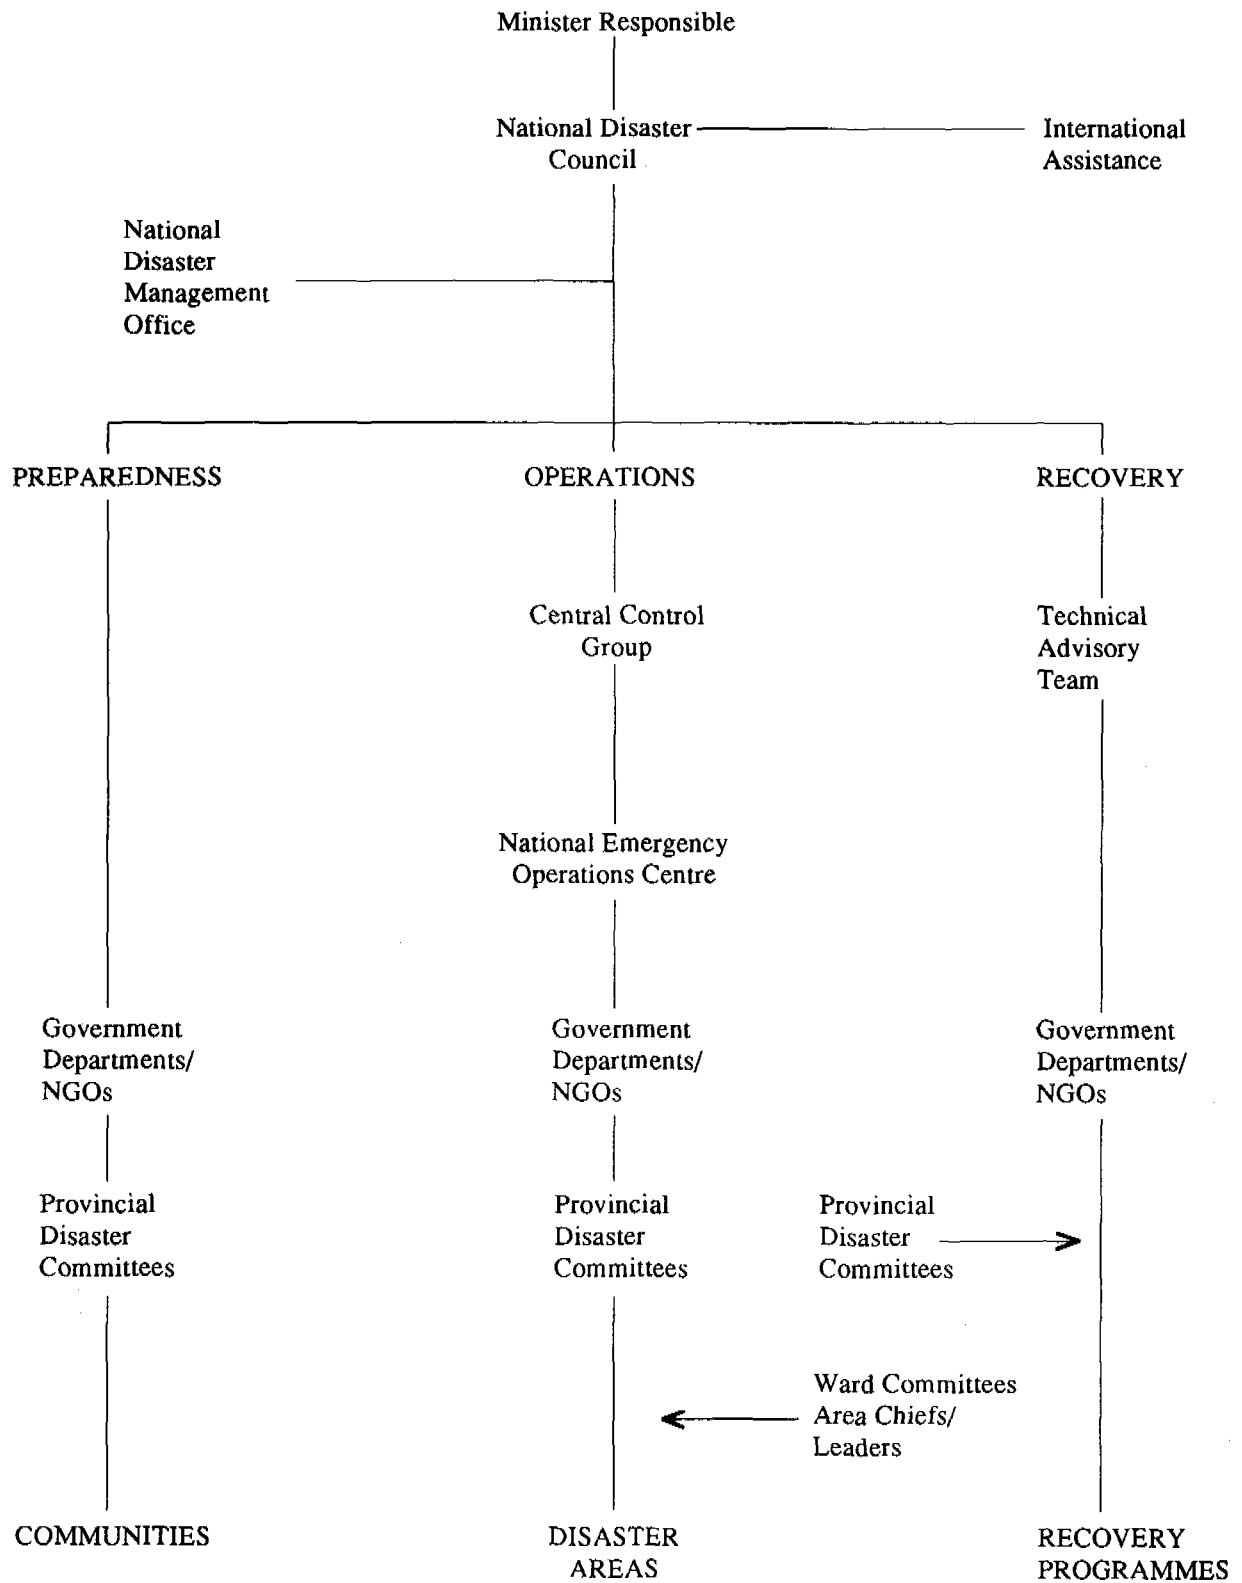 Minister Responsible
National Disaster
Council
International
Assistance
National
Disaster
Management
Office
PREPAREDNESS
OPERATIONS
RECOVERY
Central Control
Group
Technical
Advisory
Team
National Emergency
Operations Centre
Government
Departments/
NGOs
Government
Departments/
NGOs
Government
Departments/
NGOs
Provincial
Disaster
Committees
Provincial
Disaster
Committees
Provincial
Disaster
Committees
Ward Committees
Area Chiefs/
Leaders
COMMUNITIES
DISASTER
AREAS
RECOVERY
PROGRAMMES